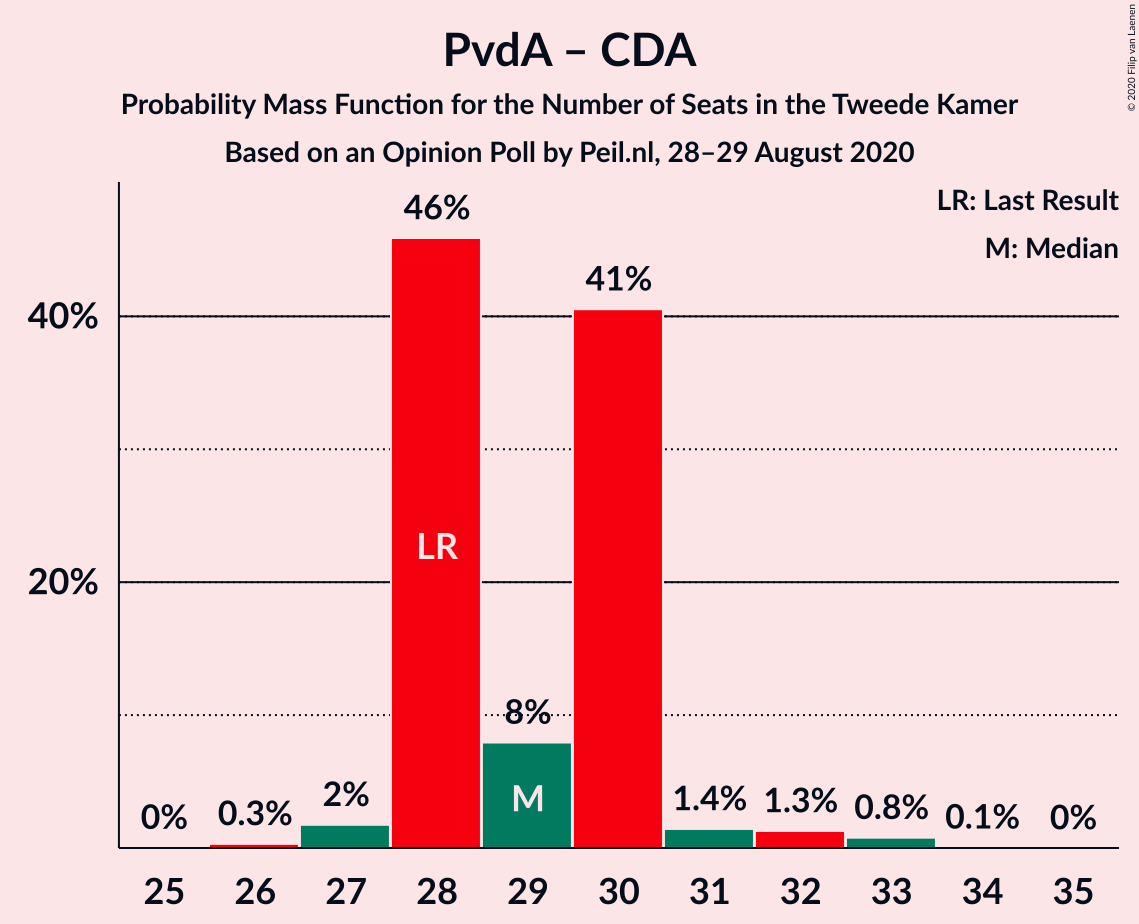 PvdA – CDA
Probability Mass Function for the Number of Seats in the Tweede Kamer
Based on an Opinion Poll by Peil.nl, 28–29 August 2020
© 2020 Filip van Laenen
LR: Last Result
M: Median
40%
20%
0%
0.3%
2%
46%
8%
41%
1.4%
1.3%
0.8%
0.1%
0%
LR
M
25 26 27 28 29 30 31 32 33 34 35